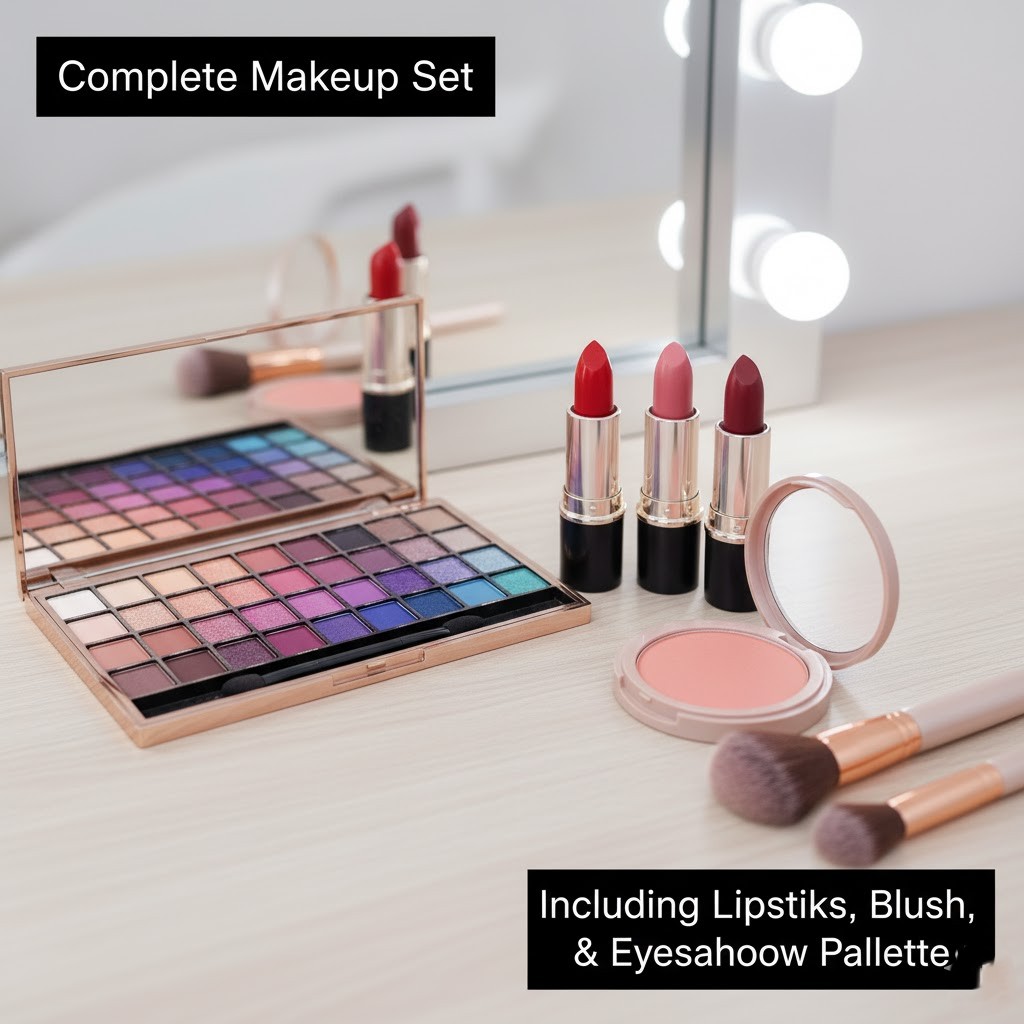 Complete Makeup Set
Including Lipstiks, Blush,
& Eyesahoow Pallette